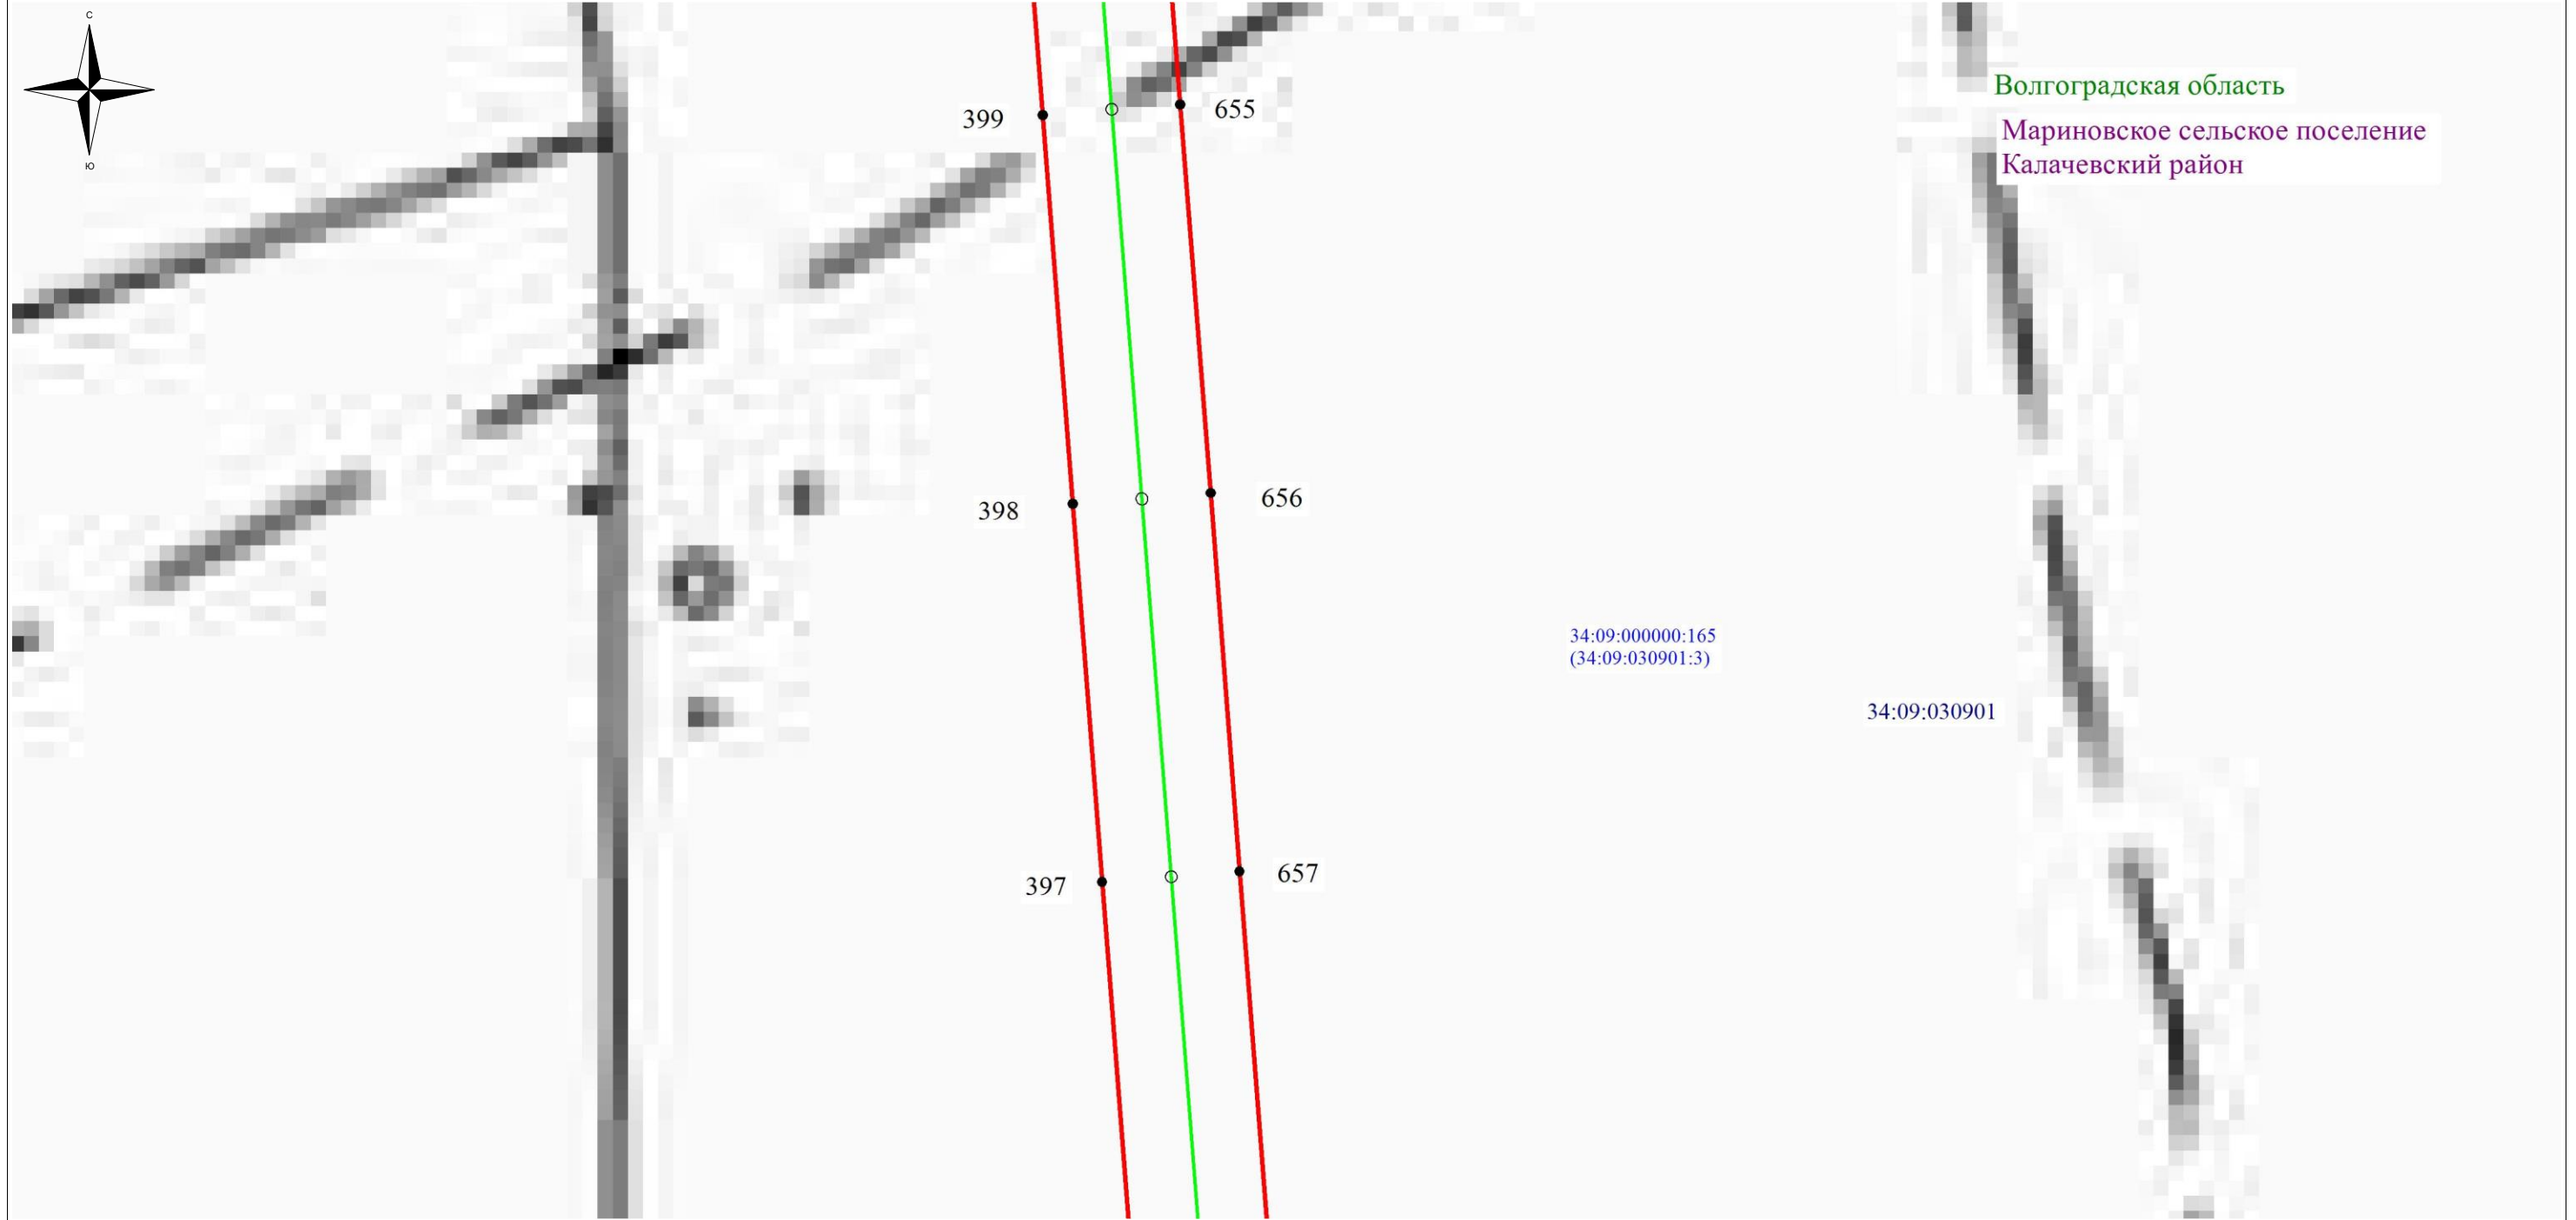 С
Ю
Волгоградская область
Мариновское сельское поселение
Калачевский район
399
655
398
656
34:09:000000:165
(34:09:030901:3)
34:09:030901
397
657